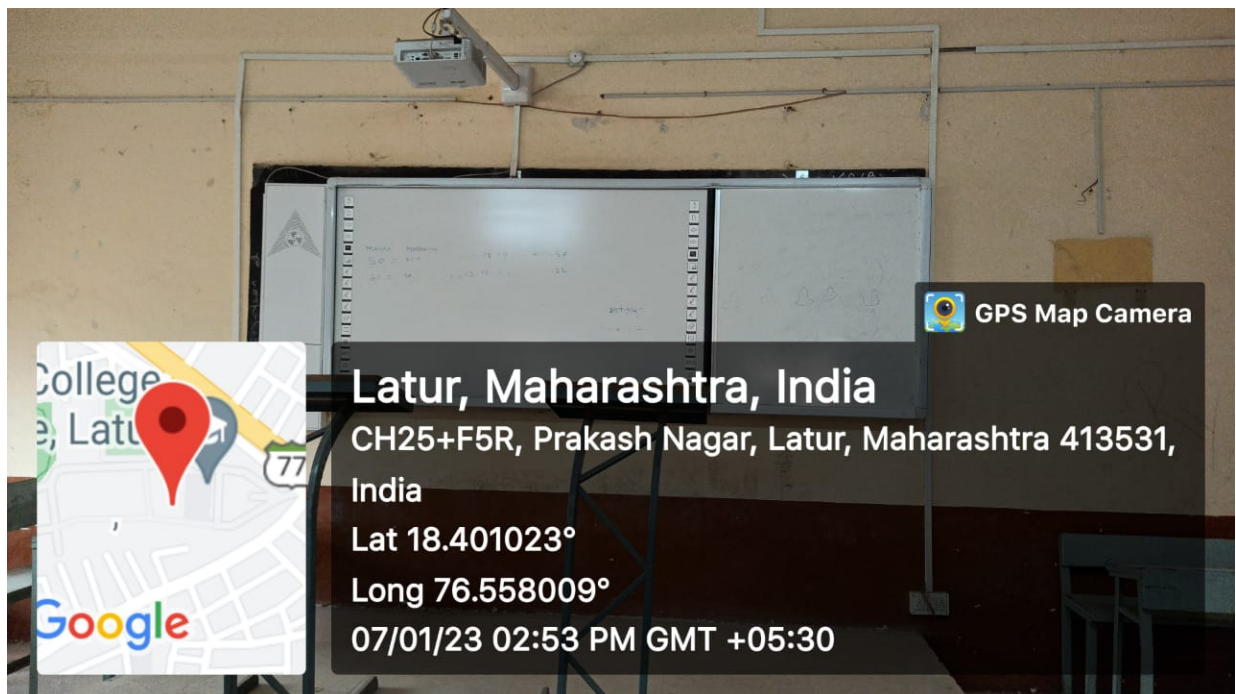 GPS Map Camera
College
e, Latu
77
,
Google
Latur, Maharashtra, India
CH25+F5R, Prakash Nagar, Latur, Maharashtra 413531,
India
Lat 18.401023°
Long 76.558009°
07/01/23 02:53 PM GMT +05:30